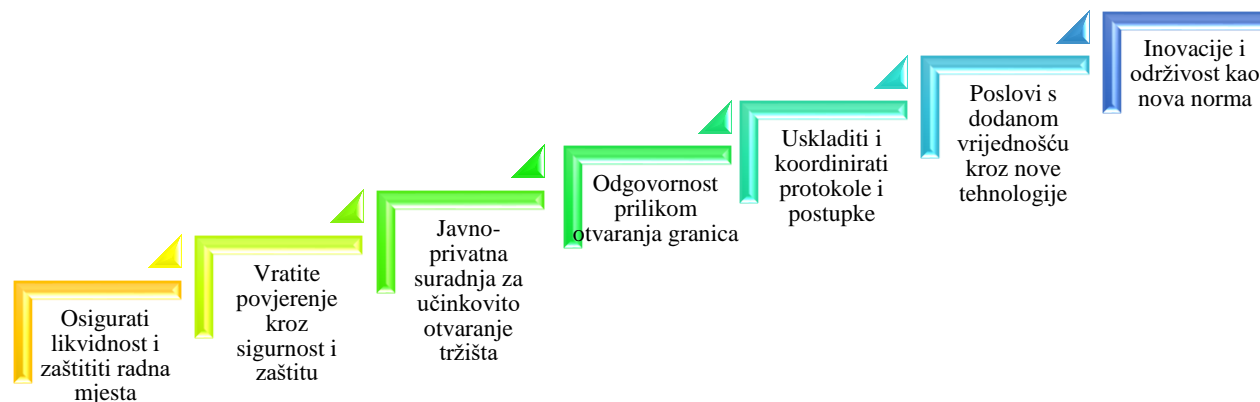 Osigurati
likvidnost i
zaštititi radna
mjesta
Vratite
povjerenje
kroz
sigurnost i
zaštitu
Javno-
privatna
suradnja za
učinkovito
otvaranje
tržišta
Odgovornost
prilikom
otvaranja granica
Uskladiti i
koordinirati
protokole i
postupke
Poslovi s
dodanom
vrijednošću
kroz nove
tehnologije
Inovacije i
održivost kao
nova norma